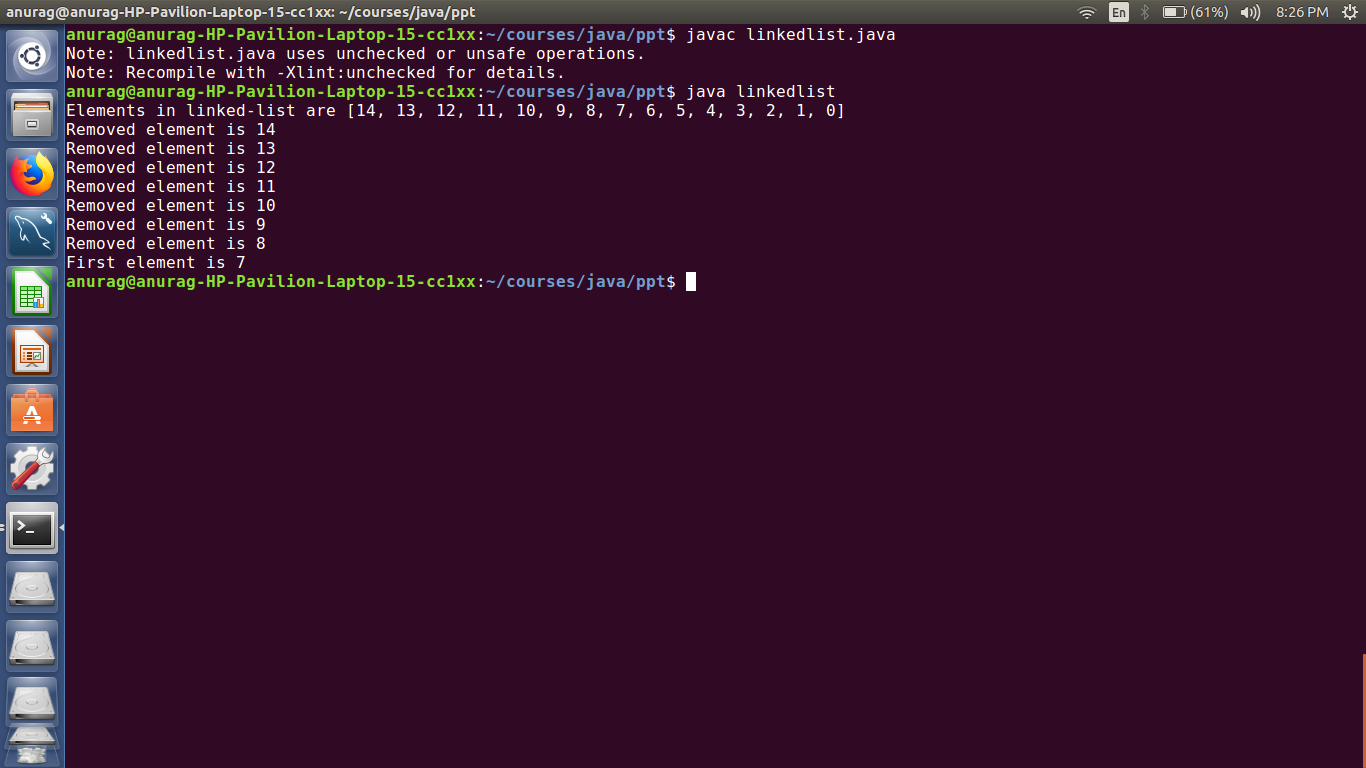 anurag@anurag-HP-Pavilion-Laptop-15-cc1xx: ~/courses/java/ppt En (61%) 8:26 PM
anurag@anurag-HP-Pavilion-Laptop-15-cc1xx:~/courses/java/ppt$ javac linkedlist.java
Note: linkedlist.java uses unchecked or unsafe operations.
Note: Recompile with -Xlint:unchecked for details.
anurag@anurag-HP-Pavilion-Laptop-15-cc1xx:~/courses/java/ppt$ java linkedlist
Elements in linked-list are [14, 13, 12, 11, 10, 9, 8, 7, 6, 5, 4, 3, 2, 1, 0]
Removed element is 14
Removed element is 13
Removed element is 12
Removed element is 11
Removed element is 10
Removed element is 9
Removed element is 8
First element is 7
anurag@anurag-HP-Pavilion-Laptop-15-cc1xx:~/courses/java/ppt$